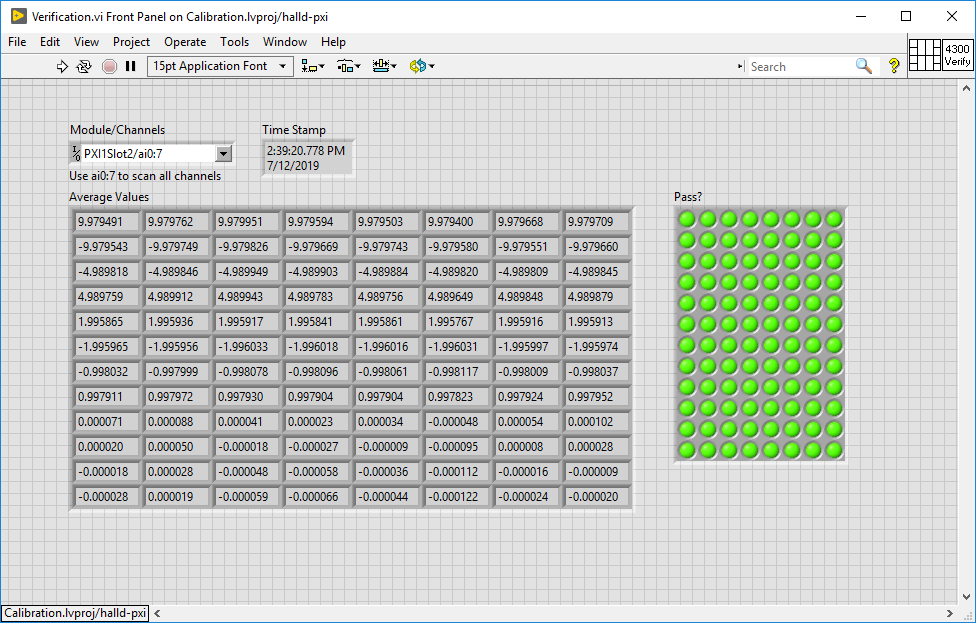 Verification.vi Front Panel on Calibration.lvproj/halld-pxi
File Edit View Project Operate Tools Window Help
15pt Application Font
Search
4300
Verify
Module/Channels
Time Stamp
I/O PXI1Slot2/ai0:7
2:39:20.778 PM
7/12/2019
Use ai0:7 to scan all channels
Average Values
Pass?
9.979491 9.979762 9.979951 9.979594 9.979503 9.979400 9.979668 9.979709
-9.979543 -9.979749 -9.979826 -9.979669 -9.979743 -9.979580 -9.979551 -9.979660
-4.989818 -4.989846 -4.989949 -4.989903 -4.989884 -4.989820 -4.989809 -4.989845
4.989759 4.989912 4.989943 4.989783 4.989756 4.989649 4.989848 4.989879
1.995865 1.995936 1.995917 1.995841 1.995861 1.995767 1.995916 1.995913
-1.995965 -1.995956 -1.996033 -1.996018 -1.996016 -1.996031 -1.995997 -1.995974
-0.998032 -0.997999 -0.998078 -0.998096 -0.998061 -0.998117 -0.998009 -0.998037
0.997911 0.997972 0.997930 0.997904 0.997904 0.997823 0.997924 0.997952
0.000071 0.000088 0.000041 0.000023 0.000034 -0.000048 0.000054 0.000102
0.000020 0.000050 -0.000018 -0.000027 -0.000009 -0.000095 0.000008 0.000028
-0.000018 0.000028 -0.000048 -0.000058 -0.000036 -0.000112 -0.000016 -0.000009
-0.000028 0.000019 -0.000059 -0.000066 -0.000044 -0.000122 -0.000024 -0.000020
Calibration.lvproj/halld-pxi